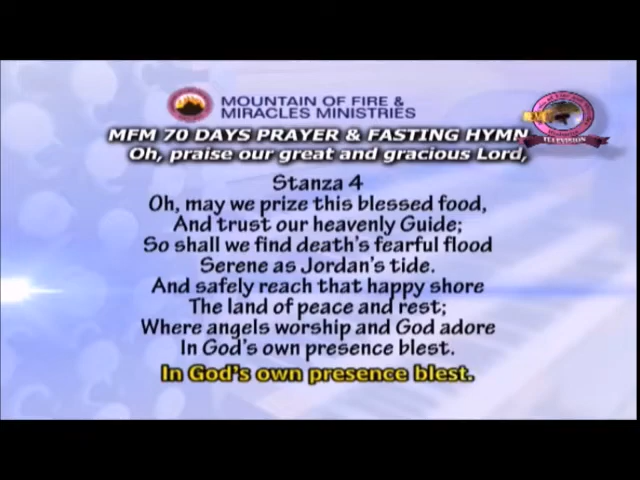 MOUNTAIN OF FIRE &
MIRACLES MINISTRIES
MFM 70 DAYS PRAYER & FASTING HYMN
Oh, praise our great and gracious Lord,
Stanza 4
Oh, may we prize this blessed food,
And trust our heavenly Guide;
So shall we find death's fearful flood
Serene as Jordan's tide.
And safely reach that happy shore
The land of peace and rest;
Where angels worship and God adore
In God's own presence blest.
In God's own presence blest.
TELEVISION